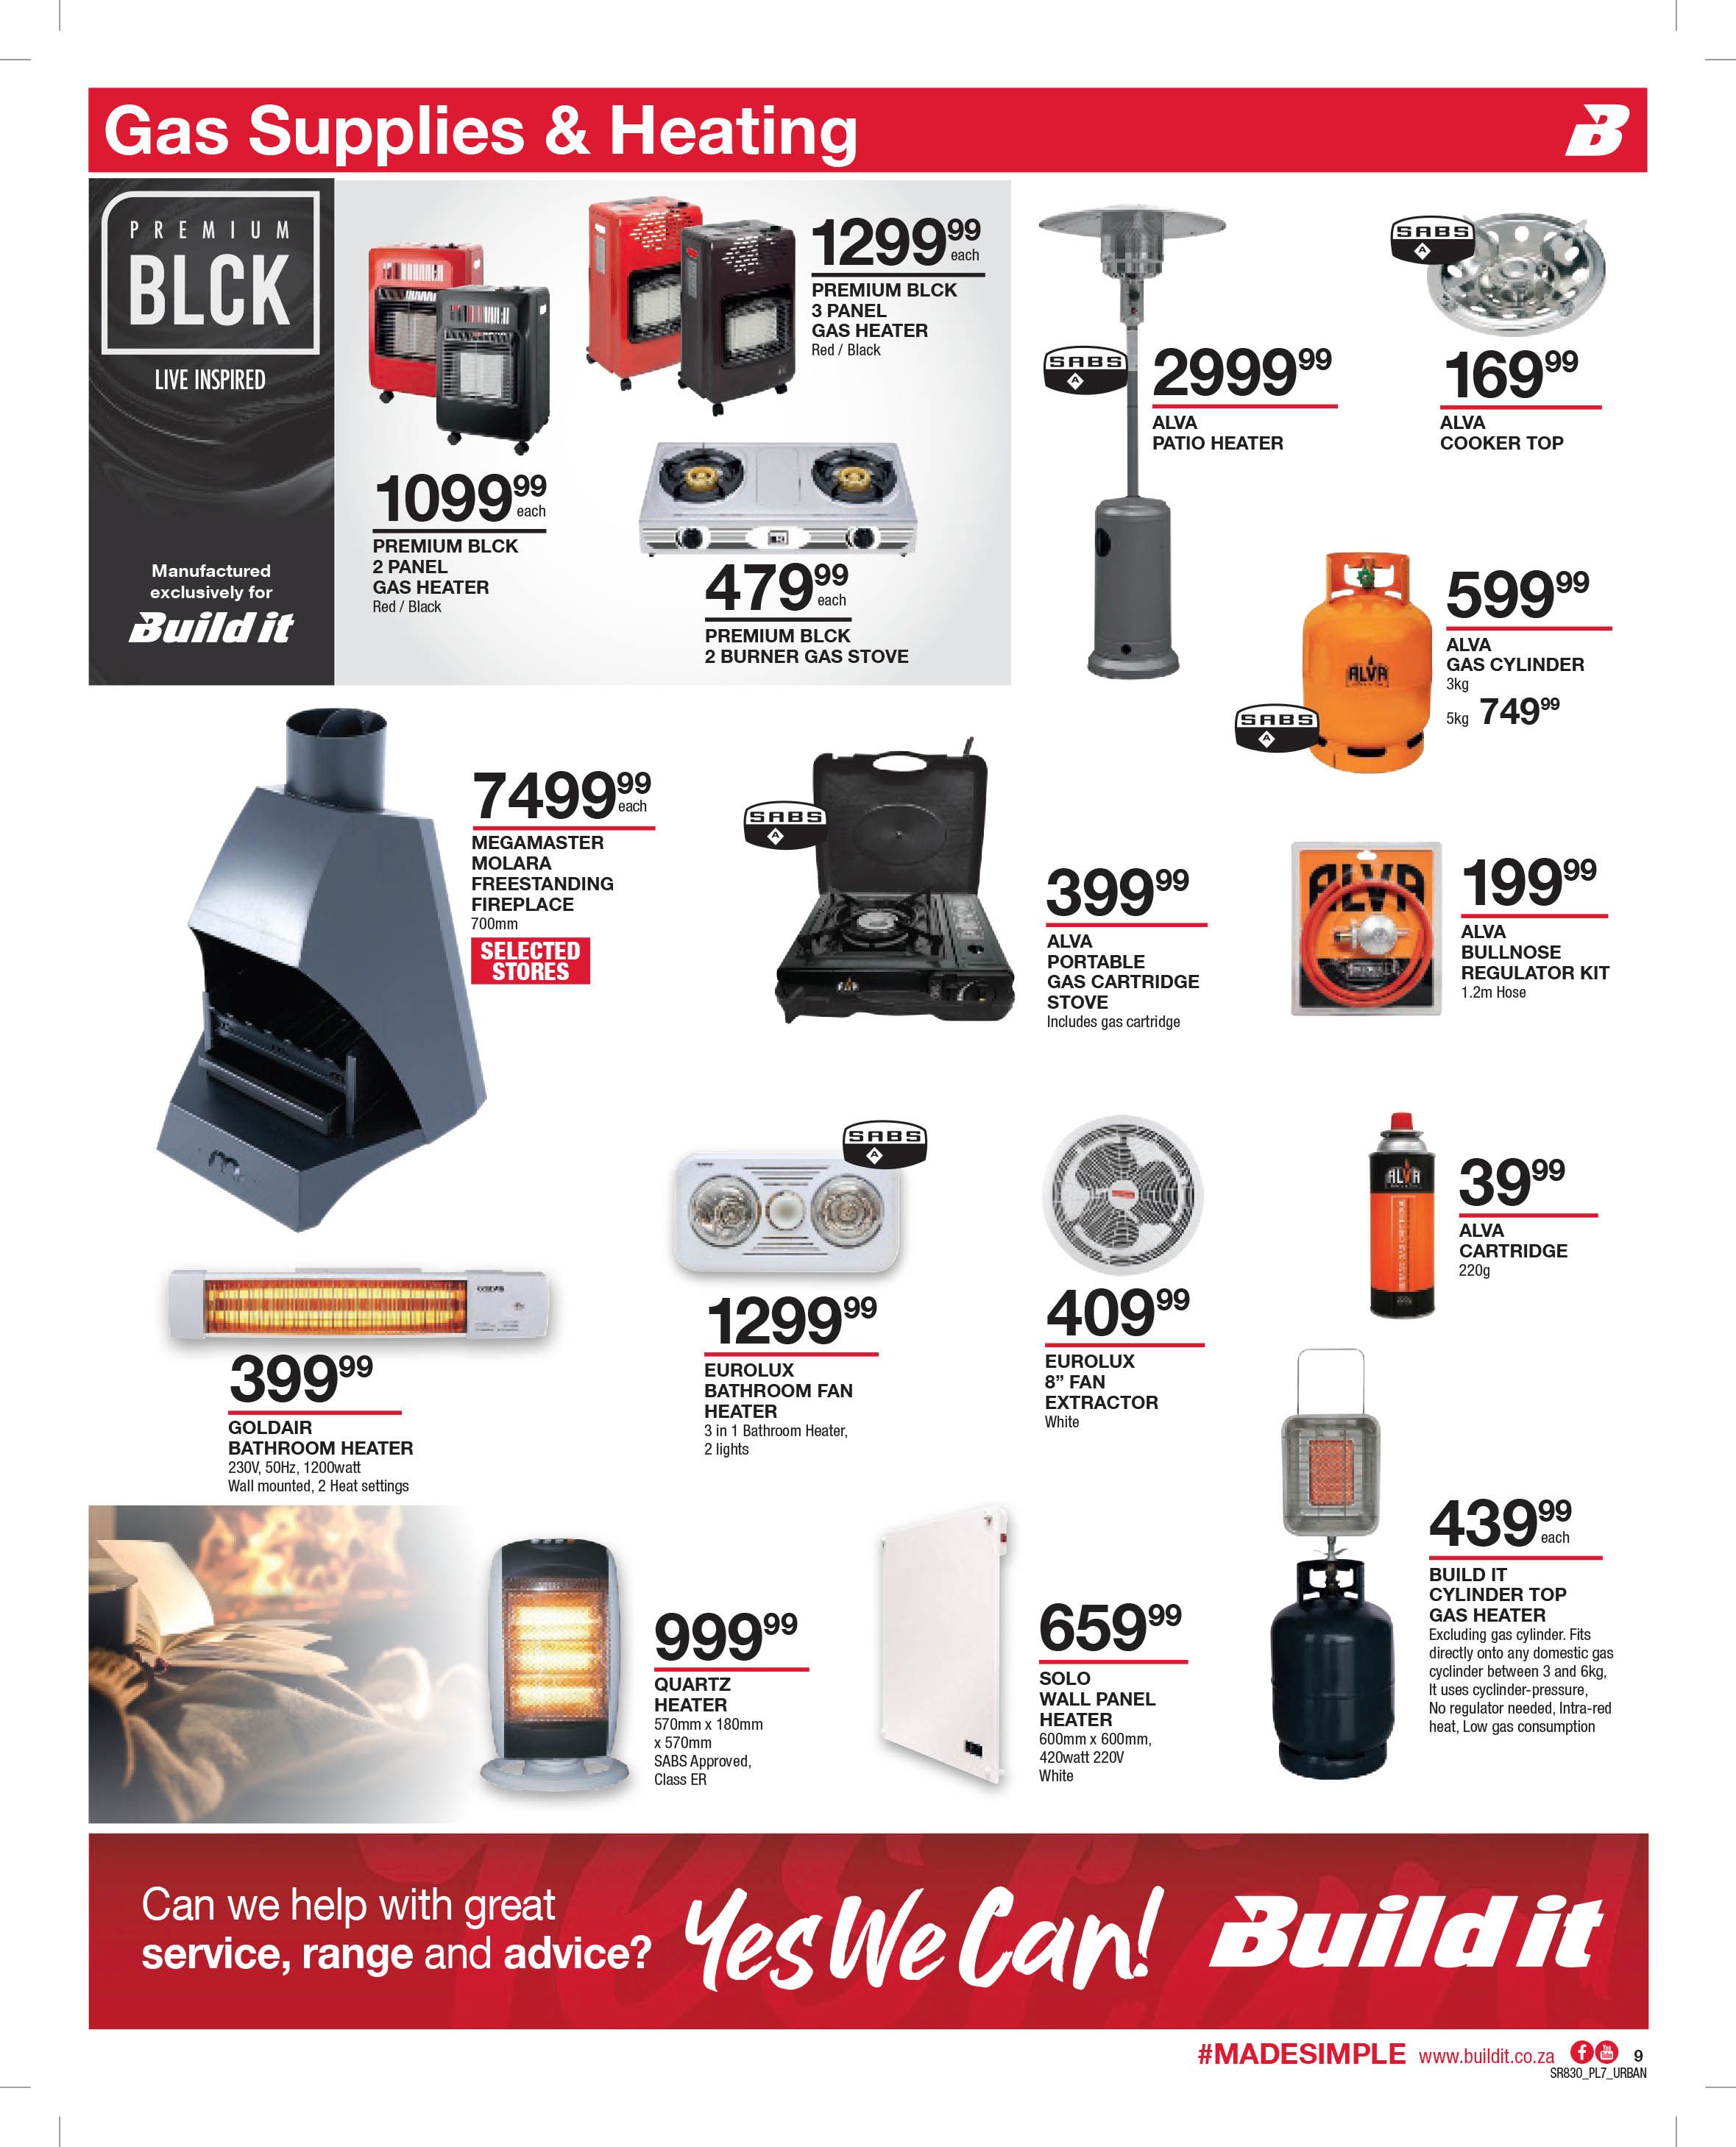 Gas Supplies & Heating
B
PREMIUM
BLCK
LIVE INSPIRED
Manufactured
exclusively for
Build it
1099 99
each
PREMIUM BLCK
2 PANEL
GAS HEATER
Red / Black
1299 99
each
PREMIUM BLCK
3 PANEL
GAS HEATER
Red / Black
479 99
each
PREMIUM BLCK
2 BURNER GAS STOVE
SABS
A
2999 99
ALVA
PATIO HEATER
SABS
A
169 99
ALVA
COOKER TOP
ALVA
SABS
A
599 99
ALVA
GAS CYLINDER
3kg
5kg 749 99
7499 99
each
MEGAMASTER
MOLARA
FREESTANDING
FIREPLACE
700mm
SELECTED
STORES
SABS
A
399 99
ALVA
PORTABLE
GAS CARTRIDGE
STOVE
Includes gas cartridge
ALVA
199 99
ALVA
BULLNOSE
REGULATOR KIT
1.2m Hose
399 99
GOLDAIR
BATHROOM HEATER
230V, 50Hz, 1200watt
Wall mounted, 2 Heat settings
SABS
A
1299 99
EUROLUX
BATHROOM FAN
HEATER
3 in 1 Bathroom Heater,
2 lights
409 99
EUROLUX
8” FAN
EXTRACTOR
White
ALVA
39 99
ALVA
CARTRIDGE
220g
999 99
QUARTZ
HEATER
570mm x 180mm
x 570mm
SABS Approved,
Class ER
659 99
SOLO
WALL PANEL
HEATER
600mm x 600mm,
420watt 220V
White
439 99
each
BUILD IT
CYLINDER TOP
GAS HEATER
Excluding gas cylinder. Fits
directly onto any domestic gas
cyclinder between 3 and 6kg,
It uses cyclinder-pressure,
No regulator needed, Intra-red
heat, Low gas consumption
Can we help with great
service, range and advice?
Yes We Can!
Build it
#MADESIMPLE www.buildit.co.za f You Tube 9
SR830_PL7_URBAN